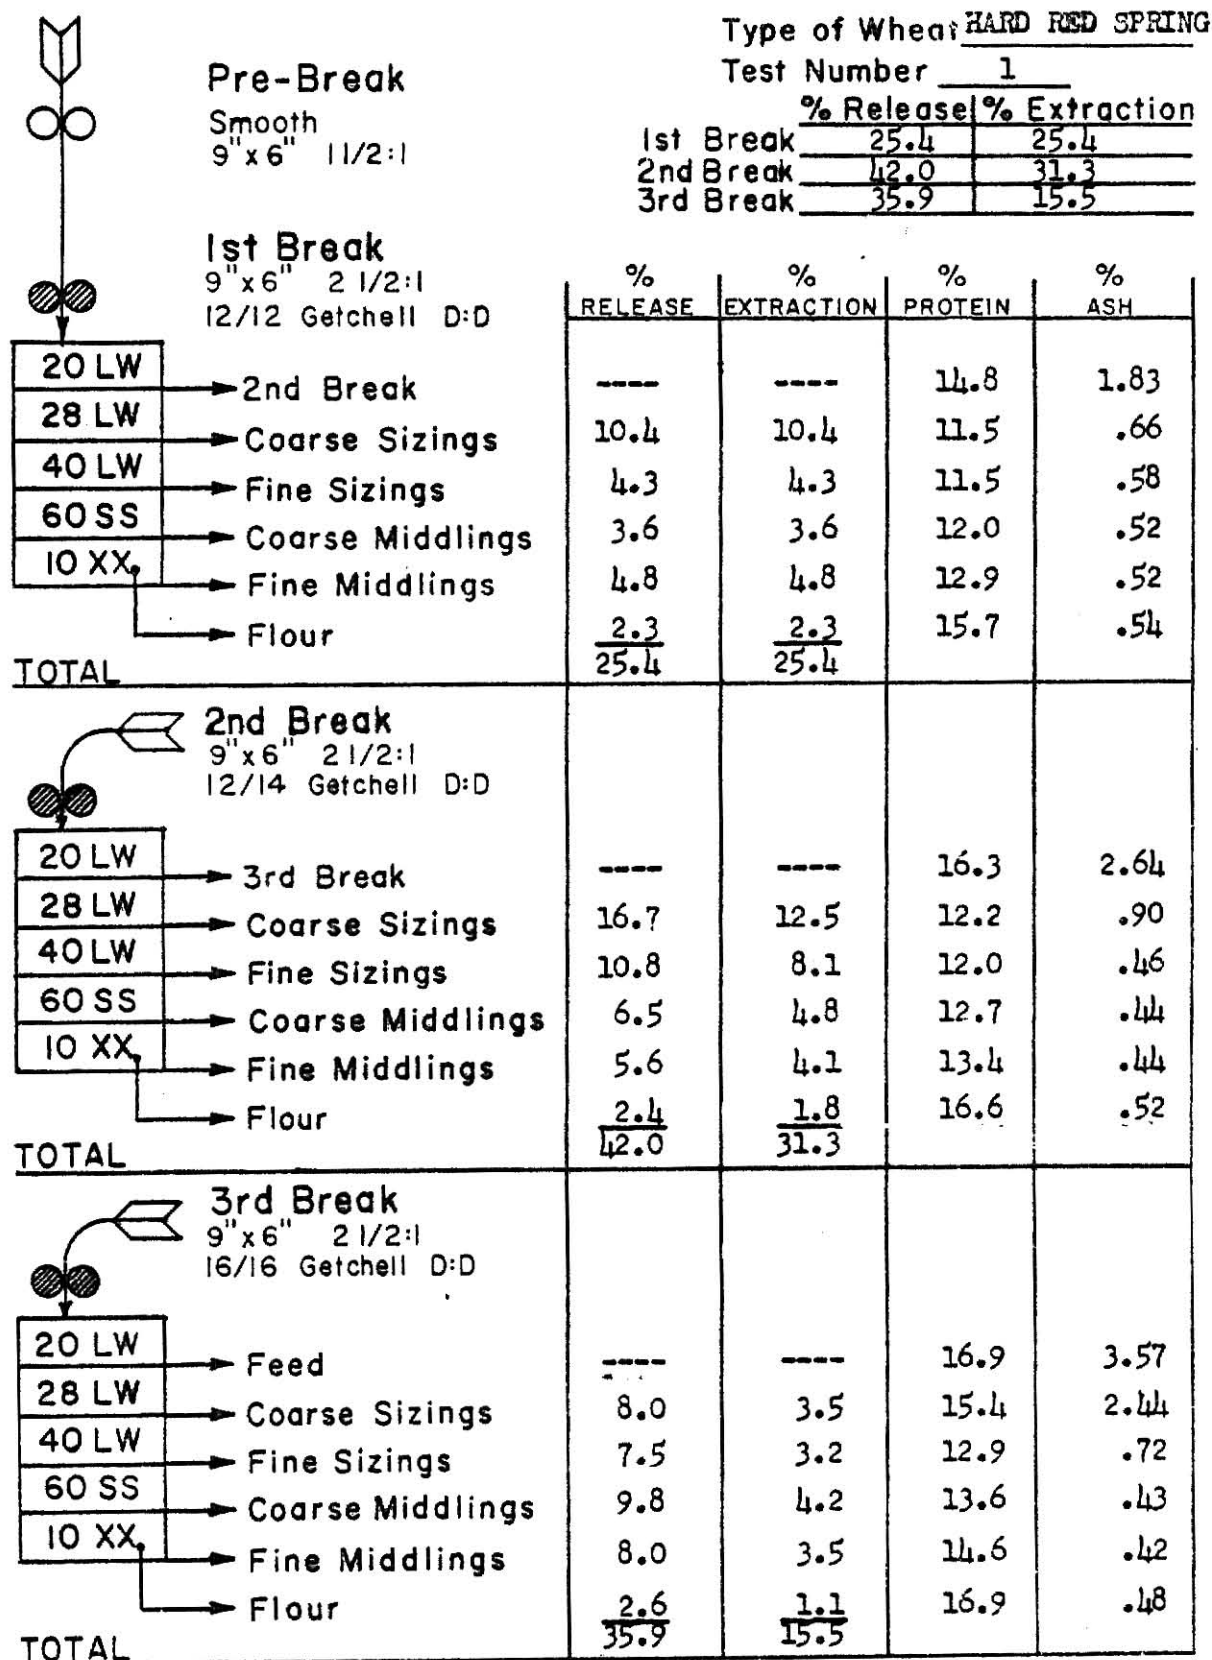 Type of Wheat HARD RED SPRING
Test Number 1
% Release % Extraction
1st Break 25.4 25.4
2nd Break 42.0 31.3
3rd Break 35.9 15.5
Pre-Break
Smooth
9" x 6" 1 1/2:1
1st Break
9" x 6" 2 1/2:1
12/12 Getchell D:D
% RELEASE % EXTRACTION % PROTEIN % ASH
20 LW
2nd Break ---- ---- 14.8 1.83
28 LW
Coarse Sizings 10.4 10.4 11.5 .66
40 LW
Fine Sizings 4.3 4.3 11.5 .58
60 SS
Coarse Middlings 3.6 3.6 12.0 .52
10 XX
Fine Middlings 4.8 4.8 12.9 .52
Flour 2.3 2.3 15.7 .54
TOTAL 25.4 25.4
2nd Break
9" x 6" 2 1/2:1
12/14 Getchell D:D
20 LW
3rd Break ---- ---- 16.3 2.64
28 LW
Coarse Sizings 16.7 12.5 12.2 .90
40 LW
Fine Sizings 10.8 8.1 12.0 .46
60 SS
Coarse Middlings 6.5 4.8 12.7 .44
10 XX
Fine Middlings 5.6 4.1 13.4 .44
Flour 2.4 1.8 16.6 .52
TOTAL 42.0 31.3
3rd Break
9" x 6" 2 1/2:1
16/16 Getchell D:D
20 LW
Feed ---- ---- 16.9 3.57
28 LW
Coarse Sizings 8.0 3.5 15.4 2.44
40 LW
Fine Sizings 7.5 3.2 12.9 .72
60 SS
Coarse Middlings 9.8 4.2 13.6 .43
10 XX
Fine Middlings 8.0 3.5 14.6 .42
Flour 2.6 1.1 16.9 .48
TOTAL 35.9 15.5